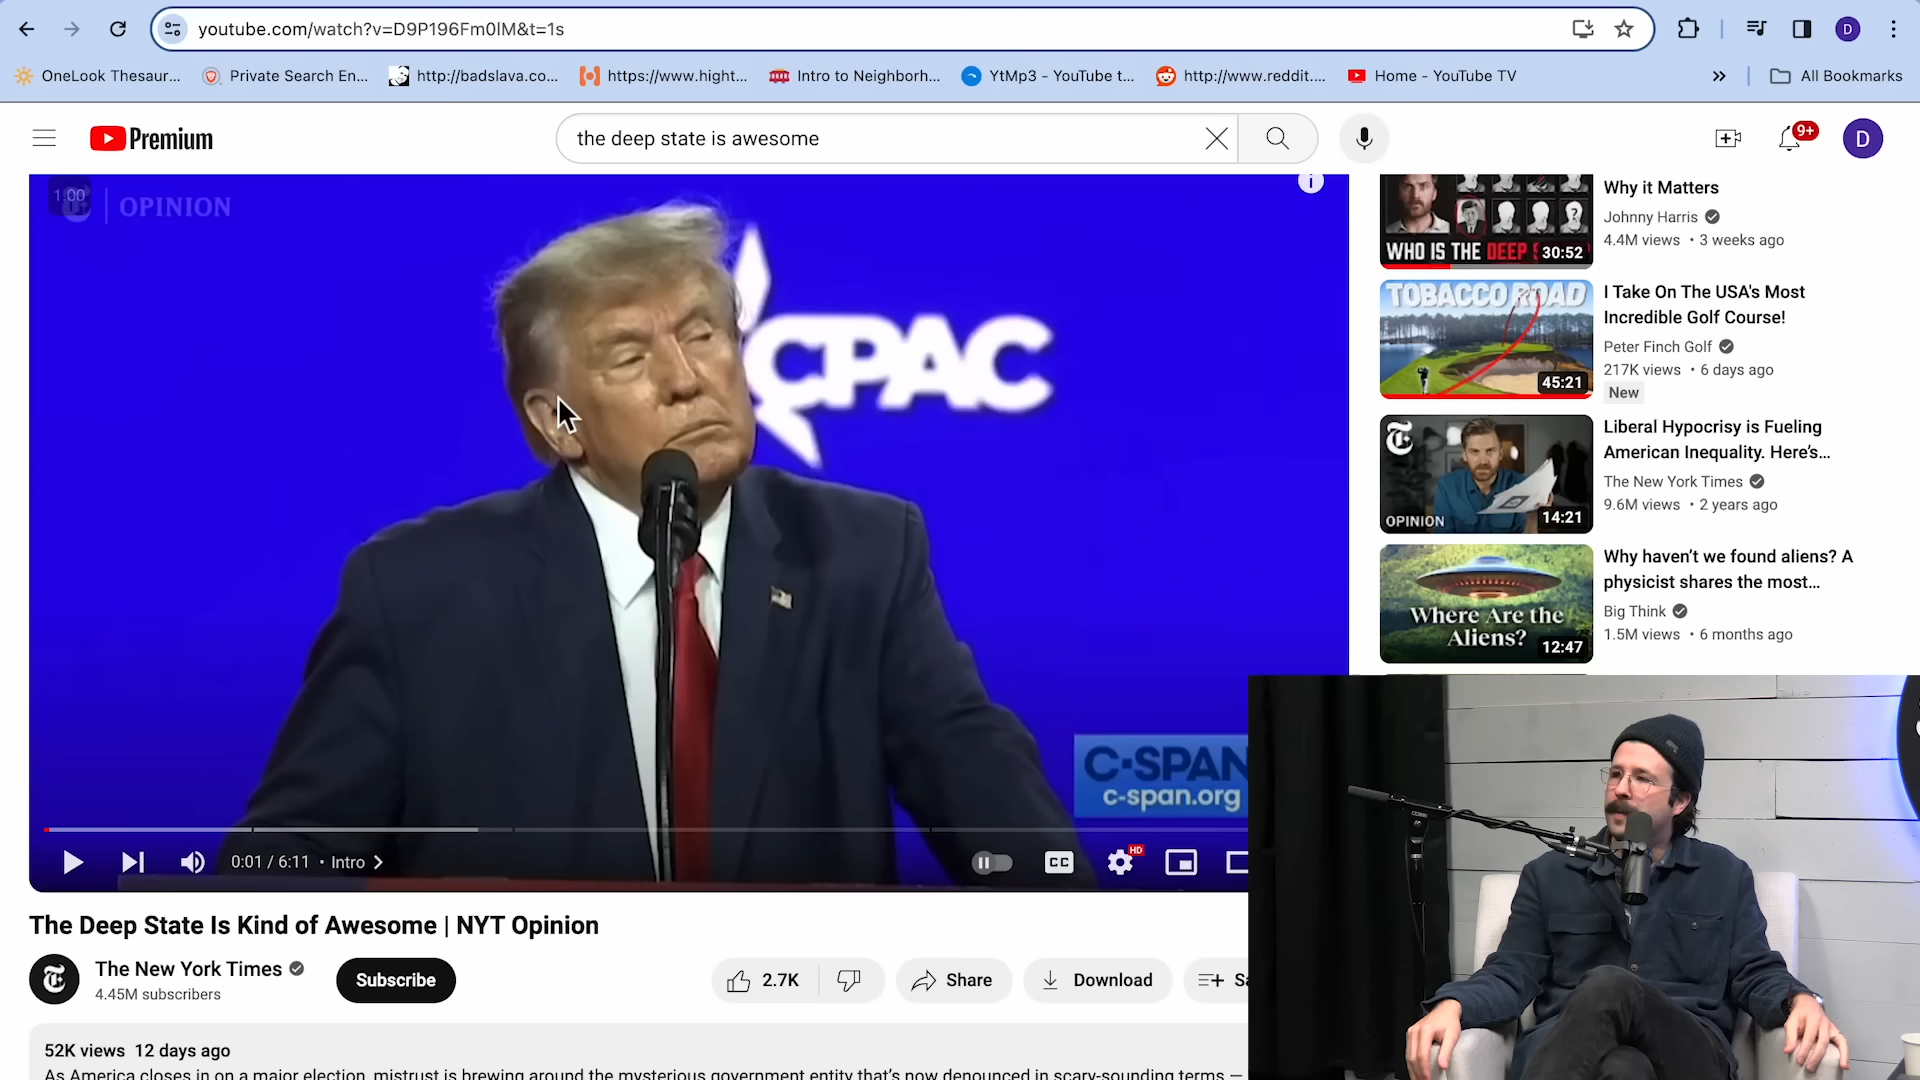 youtube.com/watch?v=D9P196Fm0lM&t=1s
D
OneLook Thesaur...
Private Search En...
http://badslava.co...
https://www.hight...
Intro to Neighborh...
YtMp3 - YouTube t...
http://www.reddit....
Home - YouTube TV
All Bookmarks
Premium
the deep state is awesome
9+
D
1:00
OPINION
CPAC
C-SPAN
c-span.org
0:01 / 6:11 • Intro
CC
HD
The Deep State Is Kind of Awesome | NYT Opinion
The New York Times
4.45M subscribers
Subscribe
2.7K
Share
Download
52K views 12 days ago
As America closes in on a major election, mistrust is brewing around the mysterious government entity that's now denounced in scary-sounding terms —
WHO IS THE DEEP
30:52
Why it Matters
Johnny Harris
4.4M views • 3 weeks ago
TOBACCO ROAD
45:21
I Take On The USA's Most
Incredible Golf Course!
Peter Finch Golf
217K views • 6 days ago
New
OPINION
14:21
Liberal Hypocrisy is Fueling
American Inequality. Here's...
The New York Times
9.6M views • 2 years ago
Where Are the
Aliens?
12:47
Why haven't we found aliens? A
physicist shares the most...
Big Think
1.5M views • 6 months ago